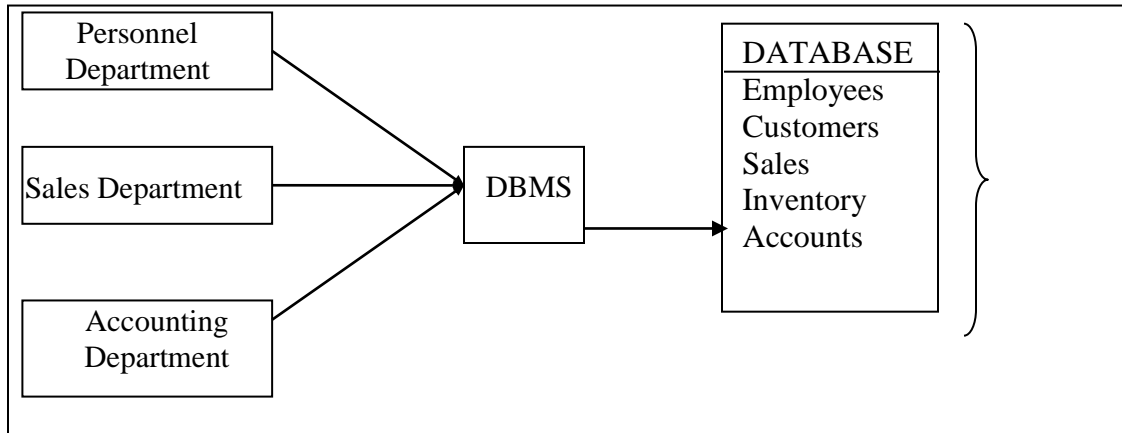 Personnel
Department
Sales Department
Accounting
Department
DBMS
DATABASE
Employees
Customers
Sales
Inventory
Accounts